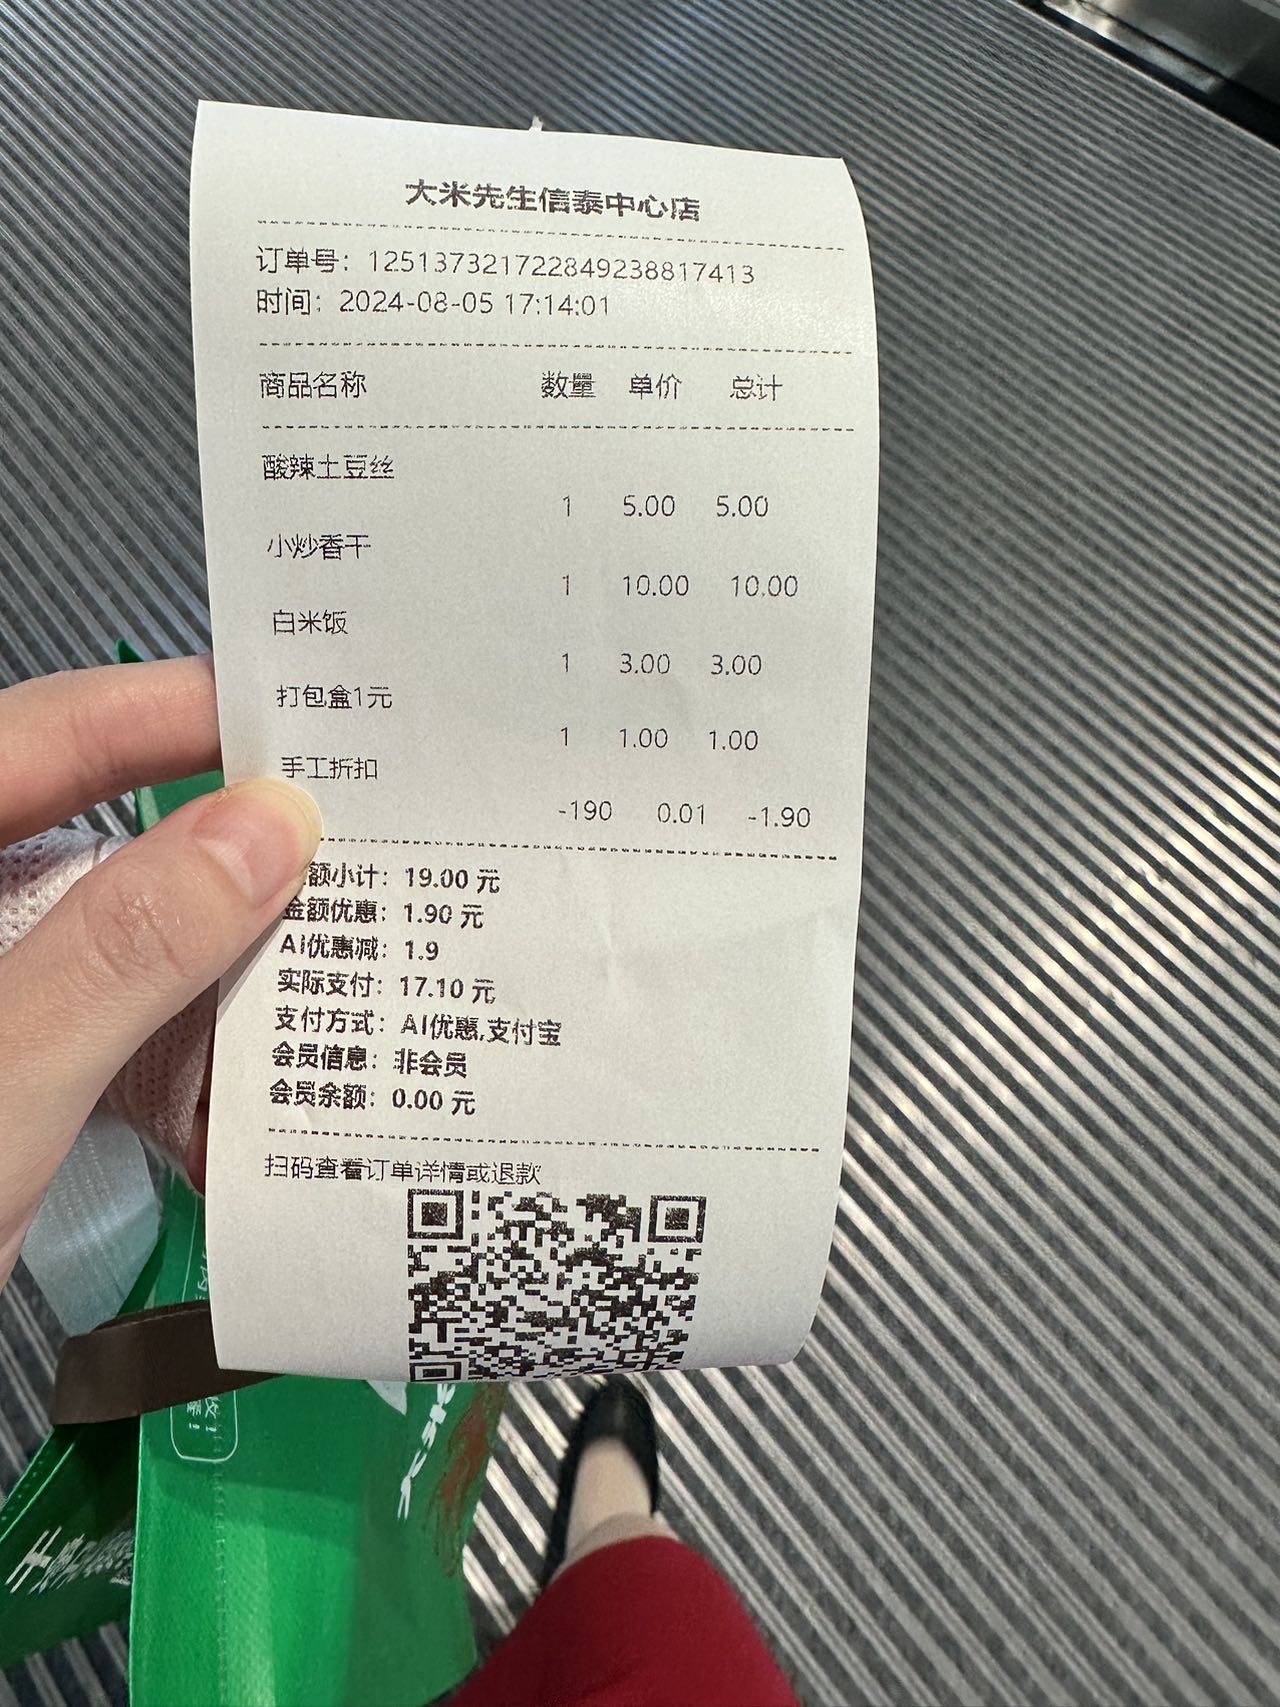 大米先生信泰中心店
订单号：125137321722849238817413
时间：2024-08-05 17:14:01
商品名称 数量 单价 总计
酸辣土豆丝
1 5.00 5.00
小炒香干
1 10.00 10.00
白米饭
1 3.00 3.00
打包盒1元
1 1.00 1.00
手工折扣
-190 0.01 -1.90
额小计：19.00 元
金额优惠：1.90 元
AI优惠减：1.9
实际支付：17.10 元
支付方式：AI优惠,支付宝
会员信息：非会员
会员余额：0.00 元
扫码查看订单详情或退款